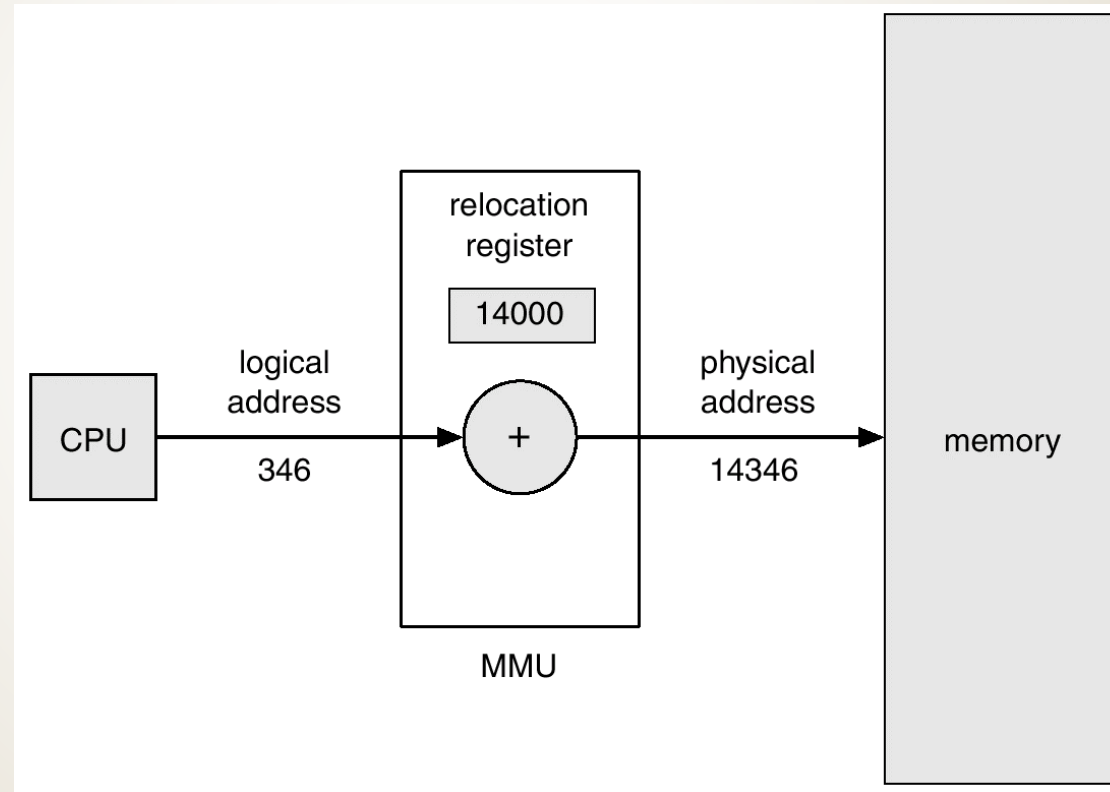 relocation
register
14000
logical
address
physical
address
CPU
+
memory
346
14346
MMU